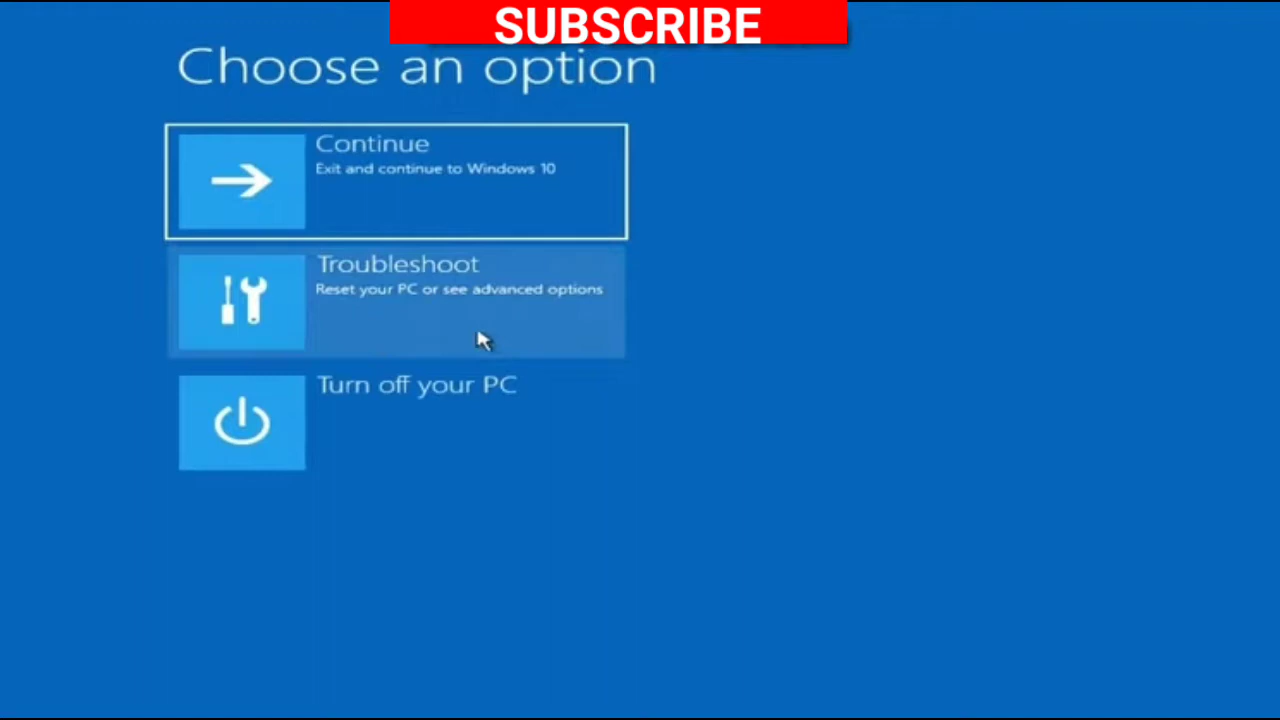 SUBSCRIBE
Choose an option
Continue
Exit and continue to Windows 10
Troubleshoot
Reset your PC or see advanced options
Turn off your PC